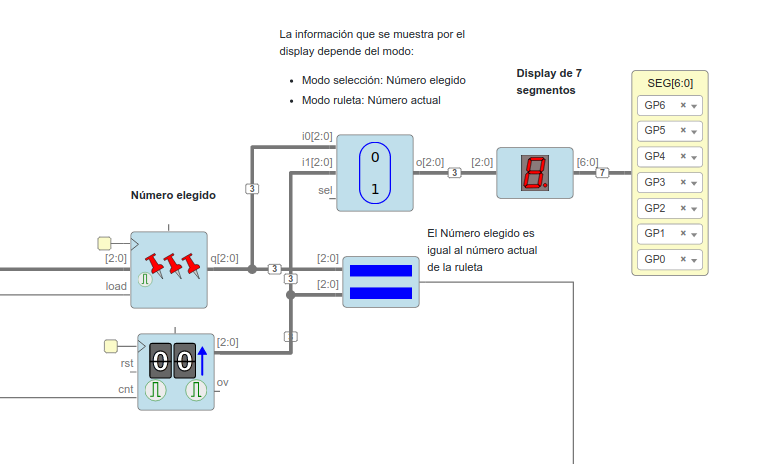 La información que se muestra por el
display depende del modo:
• Modo selección: Número elegido
• Modo ruleta: Número actual
Display de 7
segmentos
SEG[6:0]
GP6 ×
GP5 ×
GP4 ×
GP3 ×
GP2 ×
GP1 ×
GP0 ×
i0[2:0]
i1[2:0]
sel
0
1
o[2:0]
3
[2:0]
8.
[6:0]
7
Número elegido
3
[2:0]
load
q[2:0]
3
3
[2:0]
[2:0]
El Número elegido es
igual al número actual
de la ruleta
rst
cnt
00
[2:0]
ov